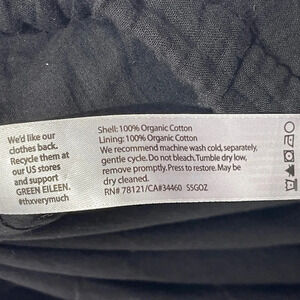 We'd like our
clothes back.
Recycle them at
our US stores
and support
GREEN EILEEN.
#thxverymuch
Shell: 100% Organic Cotton
Lining: 100% Organic Cotton
We recommend machine wash cold, separately,
gentle cycle. Do not bleach. Tumble dry low,
remove promptly. Press to restore. May be
dry cleaned.
RN# 78121/CA#34460 S5GOZ